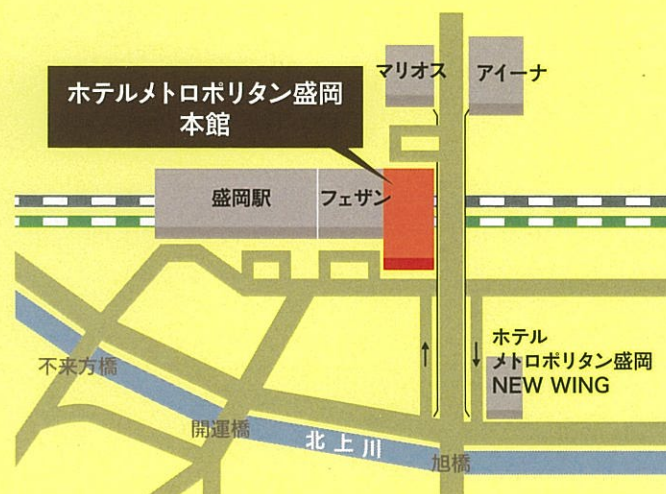 マリオス
アイーナ
ホテルメトロポリタン盛岡
本館
盛岡駅
フェザン
ホテル
メトロポリタン盛岡
NEW WING
不来方橋
開運橋
北上川
旭橋